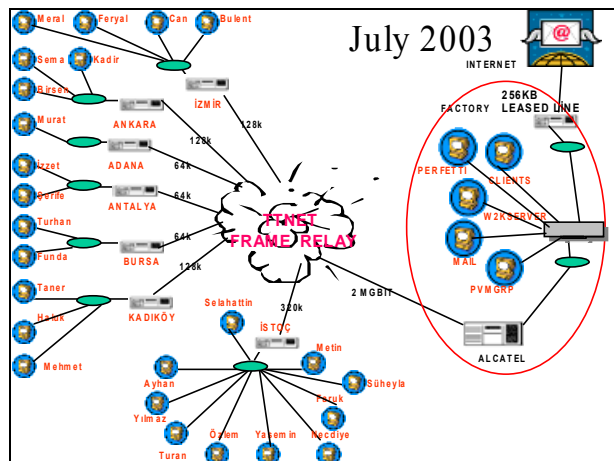 Meral
Feryal
Can
Bulent
July 2003
@
INTERNET
Sema
Kadir
İZMİR
256KB
LEASED LINE
FACTORY
Birsen
ANKARA
128k
128k
Murat
ADANA
64k
PERFETTI
CLIENTS
İzzet
ANTALYA
64k
W2KSERVER
Şerife
TTNET
FRAME RELAY
Turhan
64k
BURSA
MAIL
PVMGRP
Funda
128k
Taner
KADIKÖY
2 MGBIT
320k
Selahattin
Haluk
İSTOÇ
ALCATEL
Mehmet
Metin
Ayhan
Süheyla
Faruk
Yılmaz
Özlem
Yasemin
Necdiye
Turan